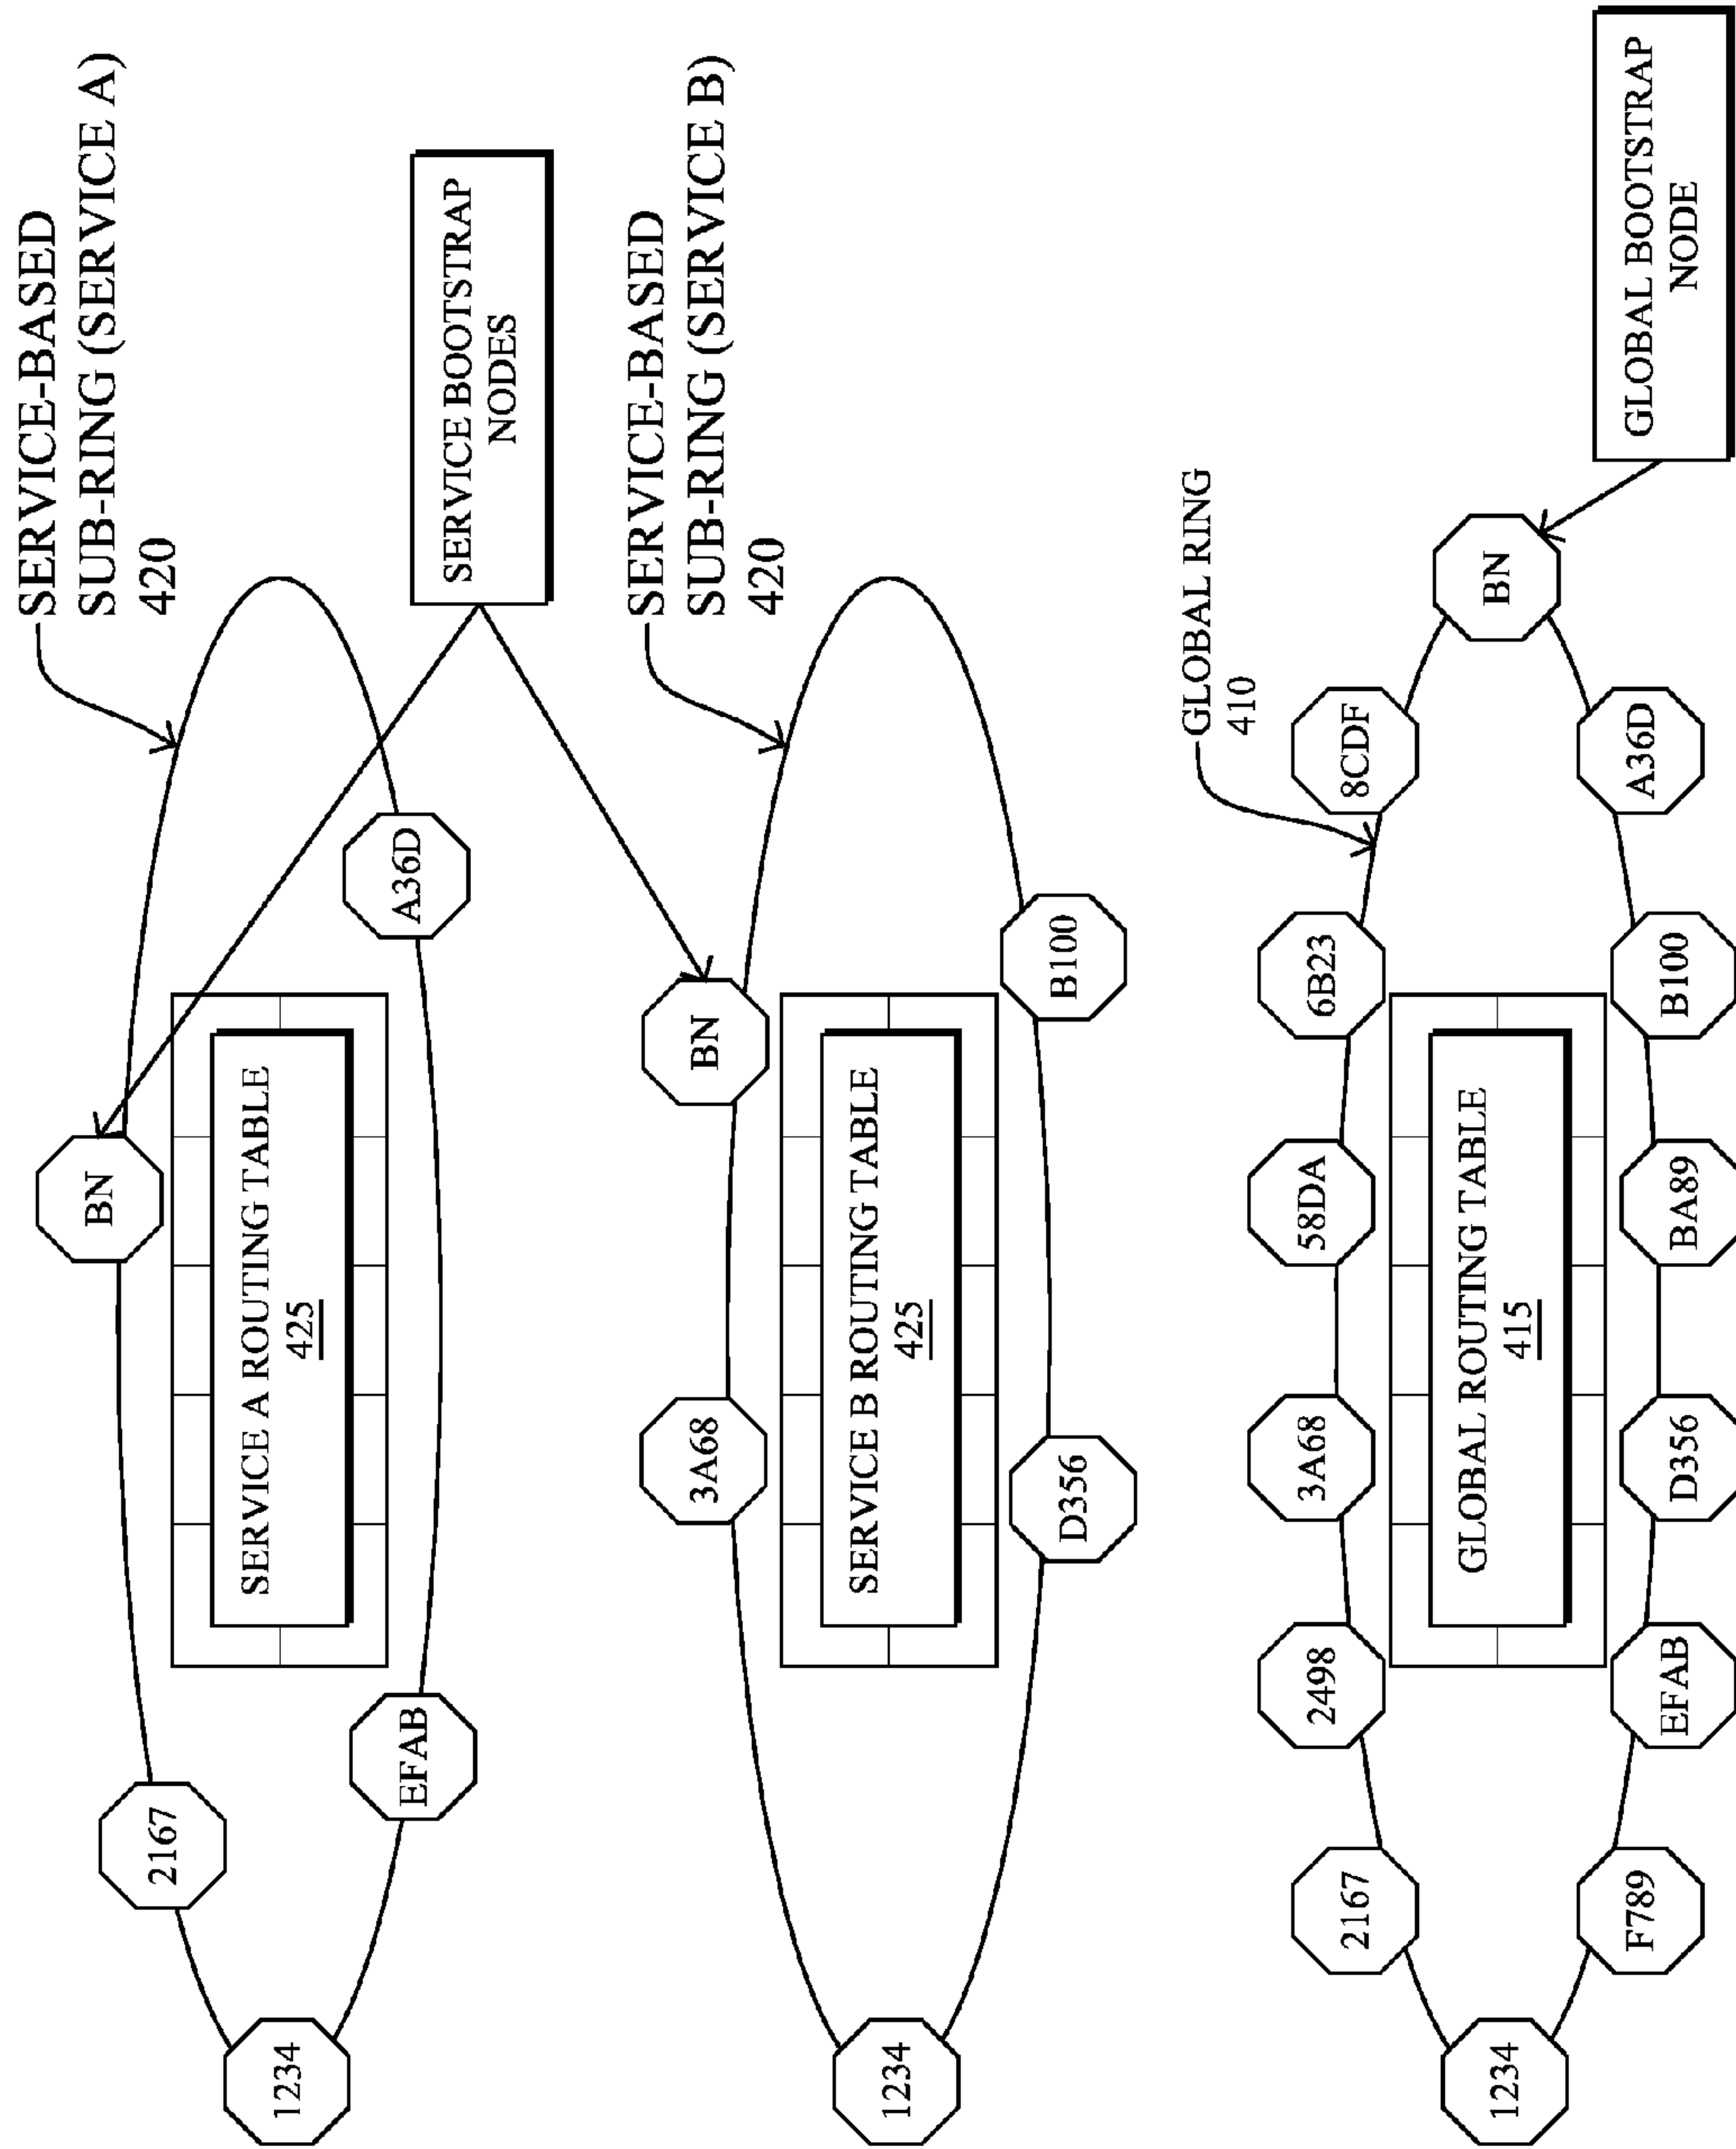 SERVICE-BASED
SUB-RING (SERVICE A)
420
BN
2167
SERVICE A ROUTING TABLE
425
1234
EFAB
A36D
SERVICE BOOTSTRAP
NODES
SERVICE-BASED
SUB-RING (SERVICE B)
420
3A68
BN
SERVICE B ROUTING TABLE
425
1234
D356
B100
GLOBAL RING
410
2167
2498
3A68
58DA
6B23
8CDF
GLOBAL ROUTING TABLE
415
1234
BN
F789
EFAB
D356
BA89
B100
A36D
GLOBAL BOOTSTRAP
NODE